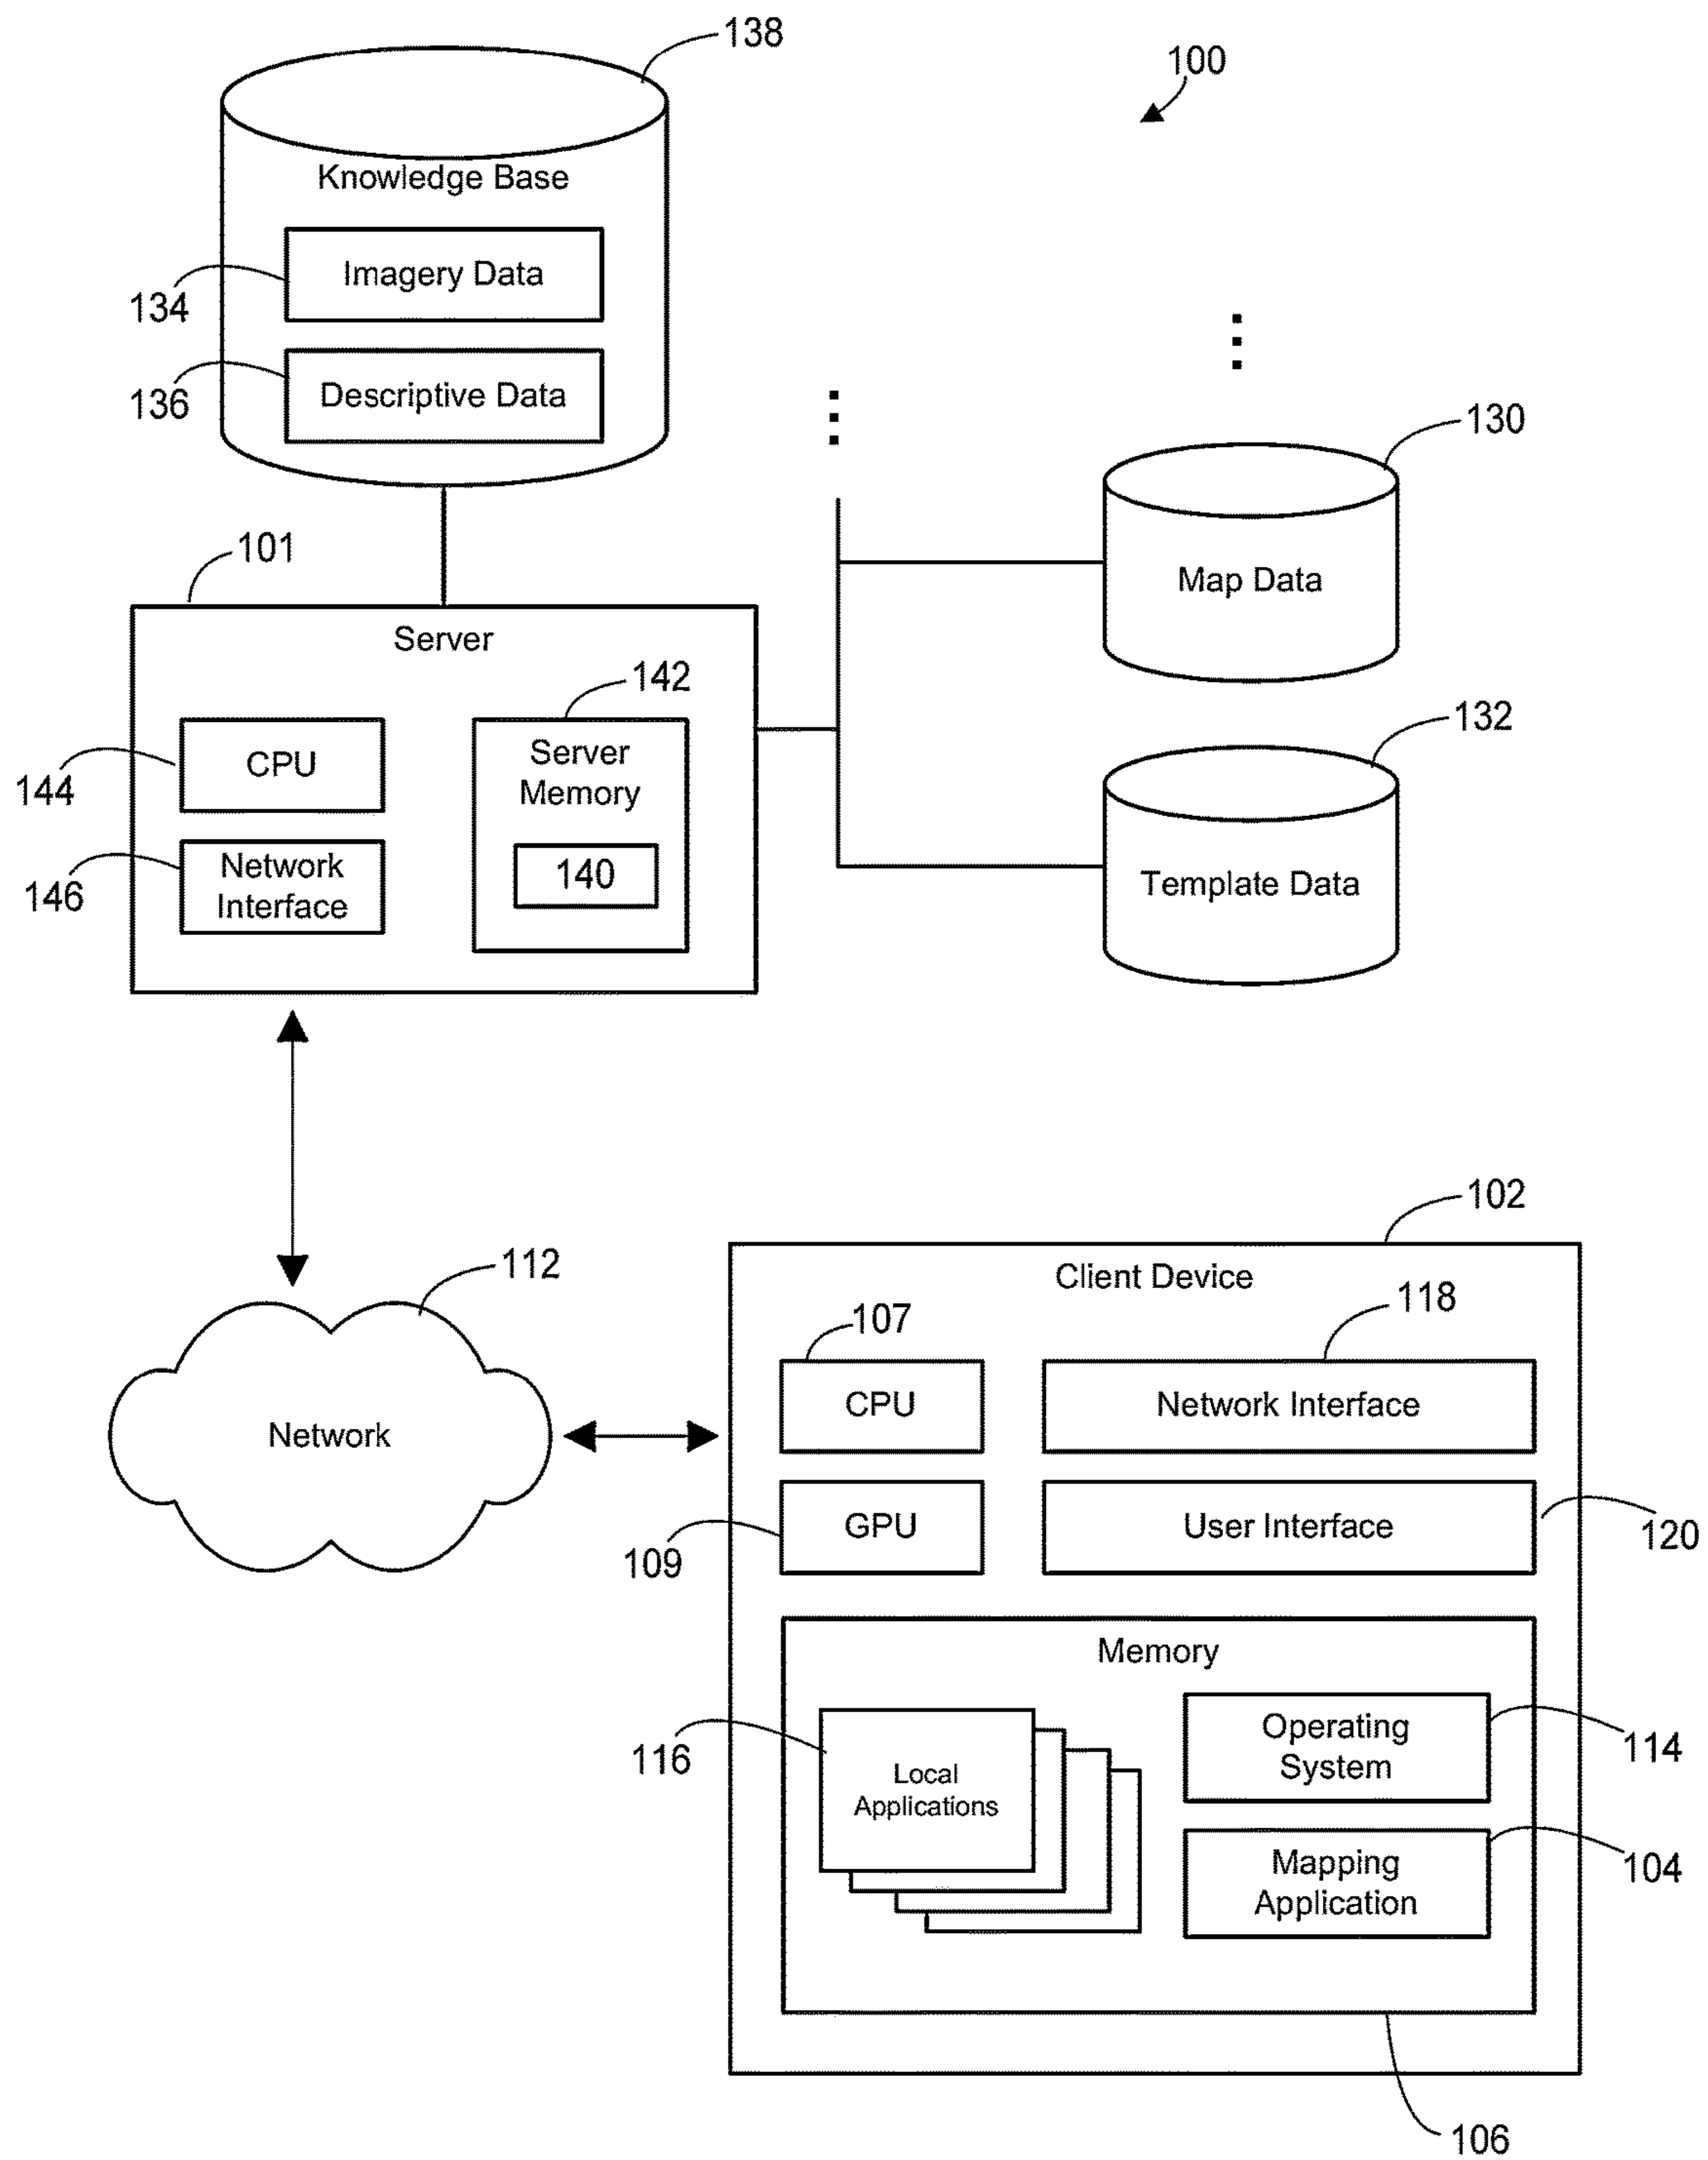 138
100
Knowledge Base
Imagery Data
134
Descriptive Data
136
130
Map Data
101
Server
142
132
CPU
144
Server
Memory
Network
Interface
146
140
Template Data
102
Client Device
112
107
118
CPU
Network Interface
Network
GPU
User Interface
109
120
Memory
116
Local
Applications
Operating
System
114
Mapping
Application
104
106